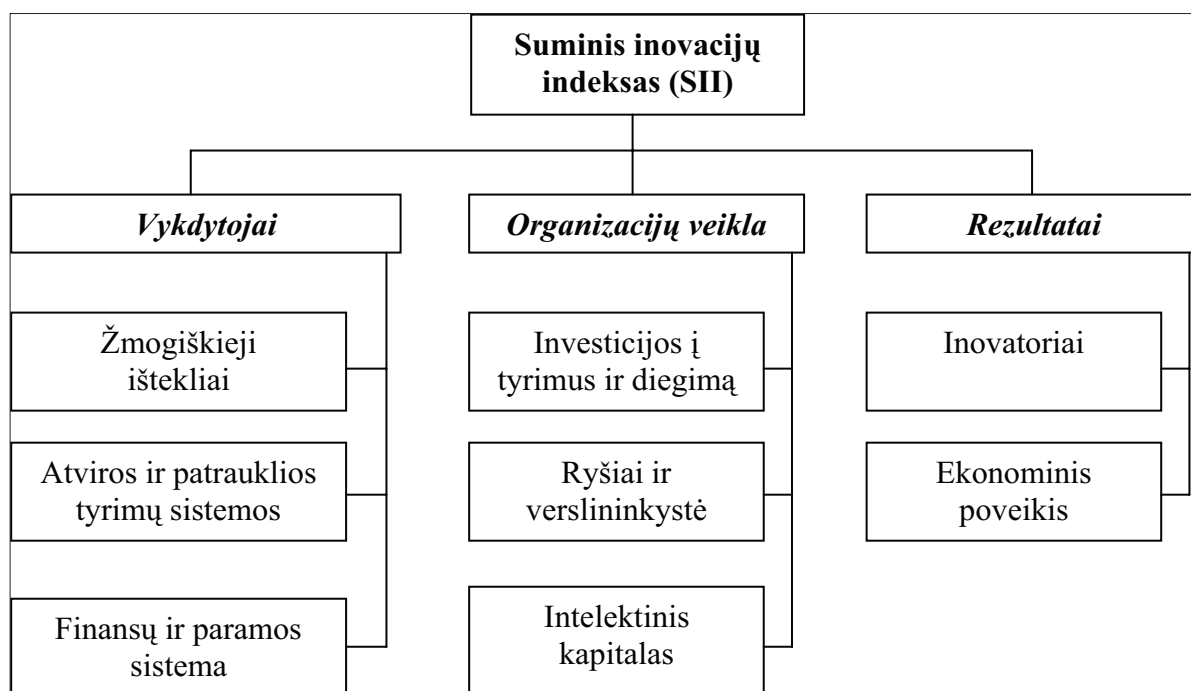 Suminis inovacijų
indeksas (SII)
Vykdytojai
Organizacijų veikla
Rezultatai
Žmogiškieji
ištekliai
Investicijos į
tyrimus ir diegimą
Inovatoriai
Atviros ir patrauklios
tyrimų sistemos
Ryšiai ir
verslininkystė
Ekonominis
poveikis
Finansų ir paramos
sistema
Intelektinis
kapitalas